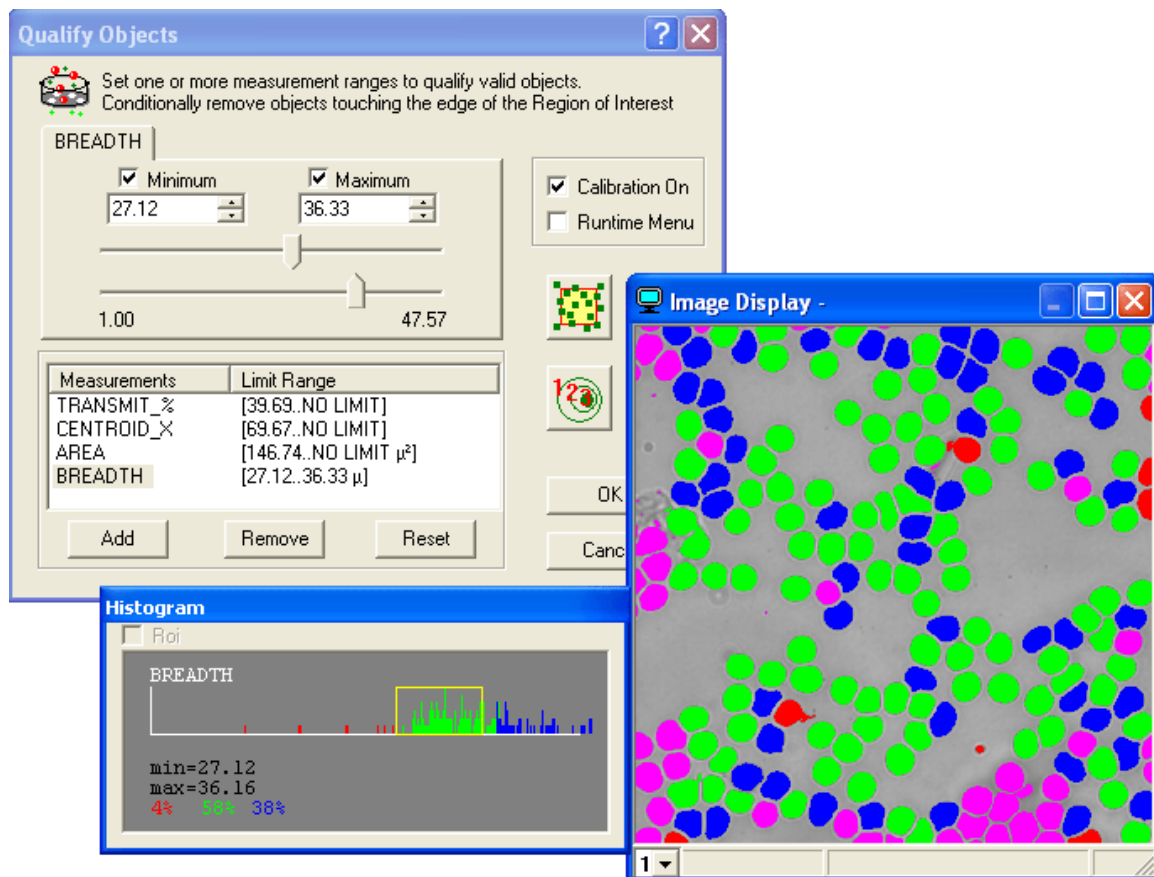 Qualify Objects
Set one or more measurement ranges to qualify valid objects.
Conditionally remove objects touching the edge of the Region of Interest
BREADTH
Minimum Maximum
27.12 36.33
1.00 47.57
Calibration On
Runtime Menu
123
Measurements Limit Range
TRANSMIT_% [39.69..NO LIMIT]
CENTROID_X [69.67..NO LIMIT]
AREA [146.74..NO LIMIT µ²]
BREADTH [27.12..36.33 µ]
Add Remove Reset
OK
Canc
Image Display -
1
Histogram
Roi
BREADTH
min=27.12
max=36.16
4% 58% 38%